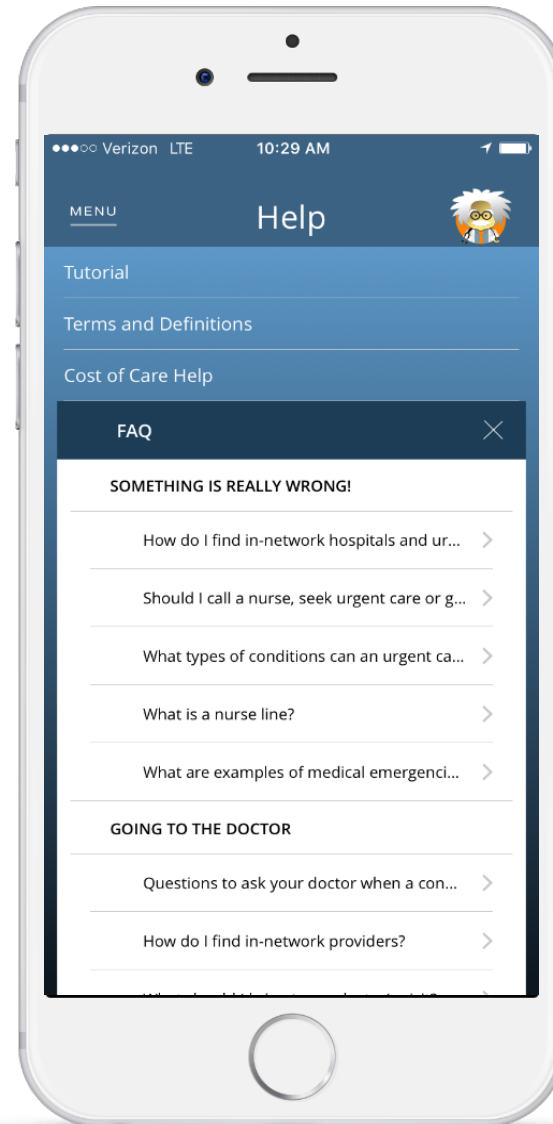 Verizon LTE 10:29 AM
MENU Help
Tutorial
Terms and Definitions
Cost of Care Help
FAQ
SOMETHING IS REALLY WRONG!
How do I find in-network hospitals and ur...
Should I call a nurse, seek urgent care or g...
What types of conditions can an urgent ca...
What is a nurse line?
What are examples of medical emergenci...
GOING TO THE DOCTOR
Questions to ask your doctor when a con...
How do I find in-network providers?